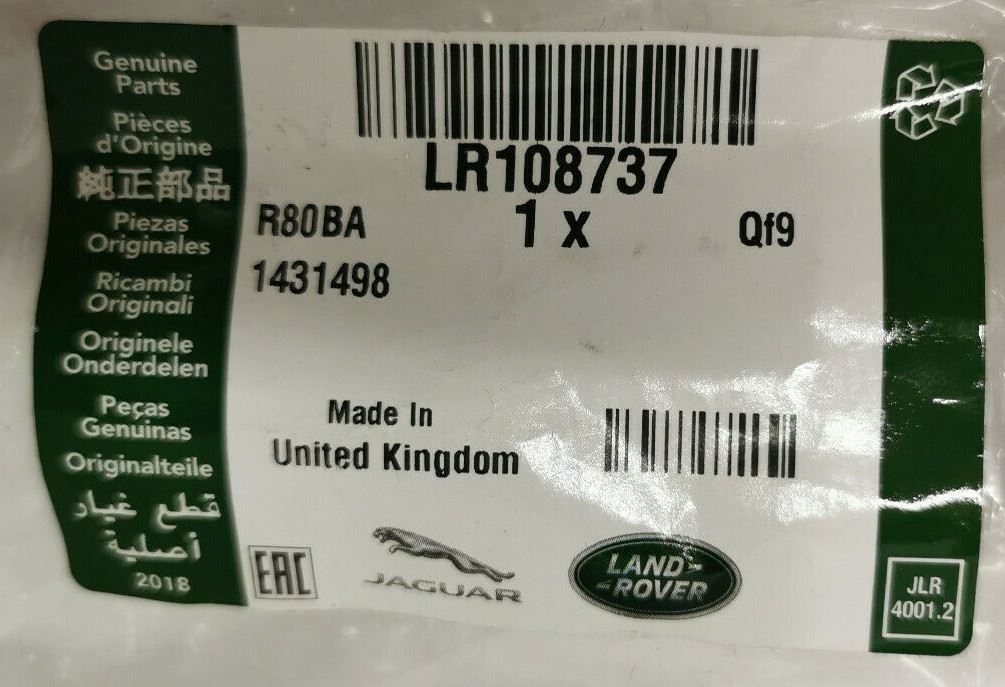 Genuine
Parts
Pièces
d'Origine
純正部品
Piezas
Originales
Ricambi
Originali
Originele
Onderdelen
Peças
Genuinas
Originalteile
قطع غيار
أصلية
2018
LR108737
R80BA
1 x
Qf9
1431498
Made In
United Kingdom
EAC
JAGUAR
LAND-
-ROVER
JLR
4001.2